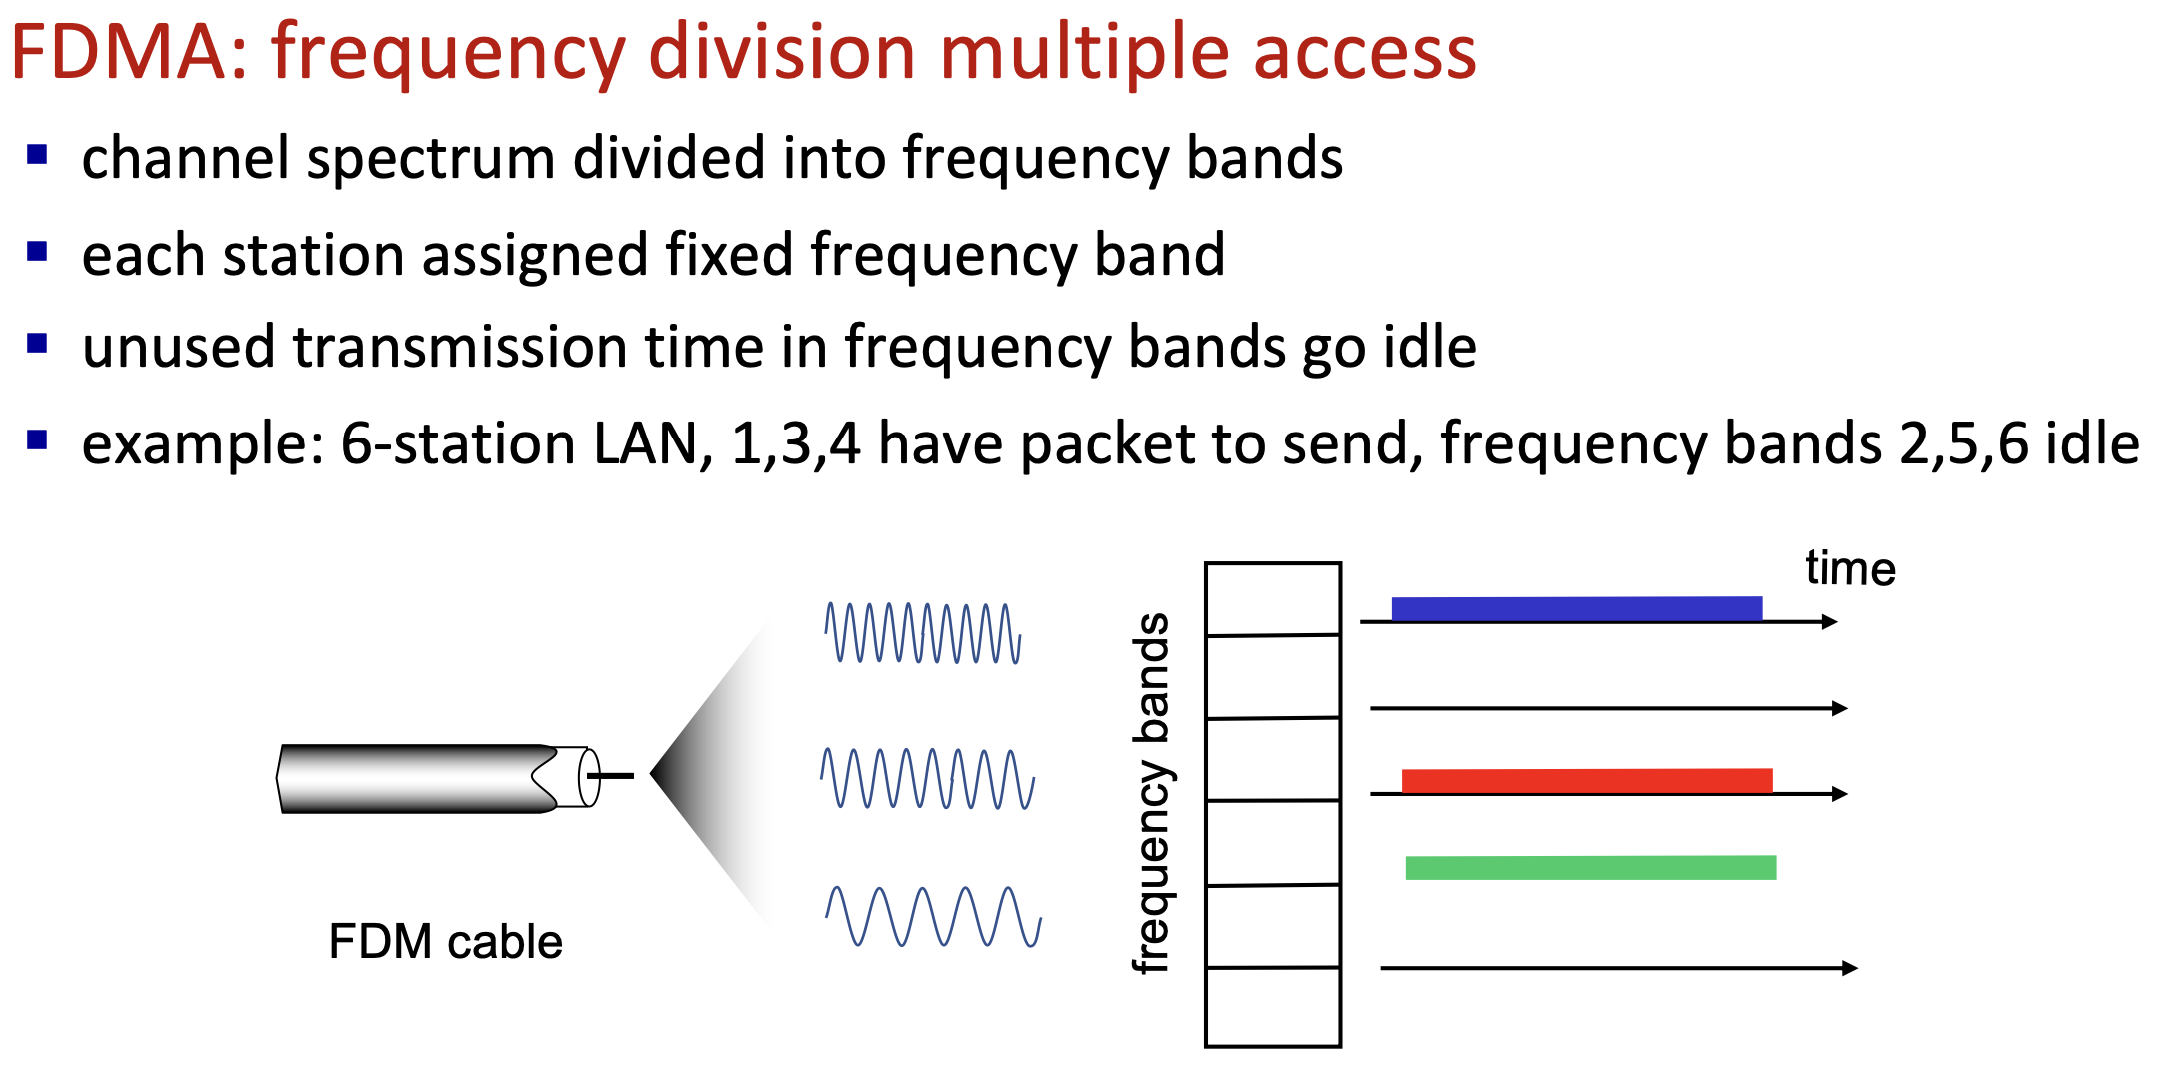 FDMA: frequency division multiple access
channel spectrum divided into frequency bands
each station assigned fixed frequency band
unused transmission time in frequency bands go idle
example: 6-station LAN, 1,3,4 have packet to send, frequency bands 2,5,6 idle
FDM cable
frequency bands
time